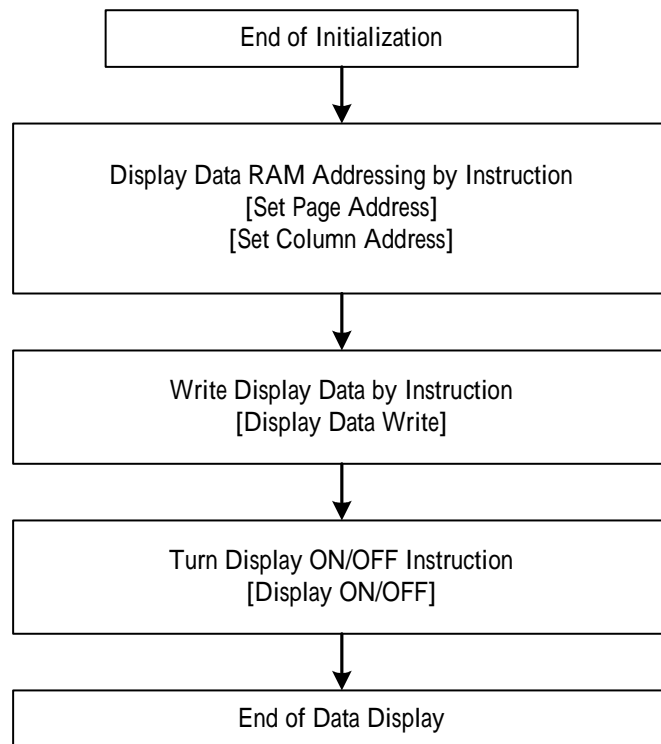 End of Initialization
Display Data RAM Addressing by Instruction
[Set Page Address]
[Set Column Address]
Write Display Data by Instruction
[Display Data Write]
Turn Display ON/OFF Instruction
[Display ON/OFF]
End of Data Display